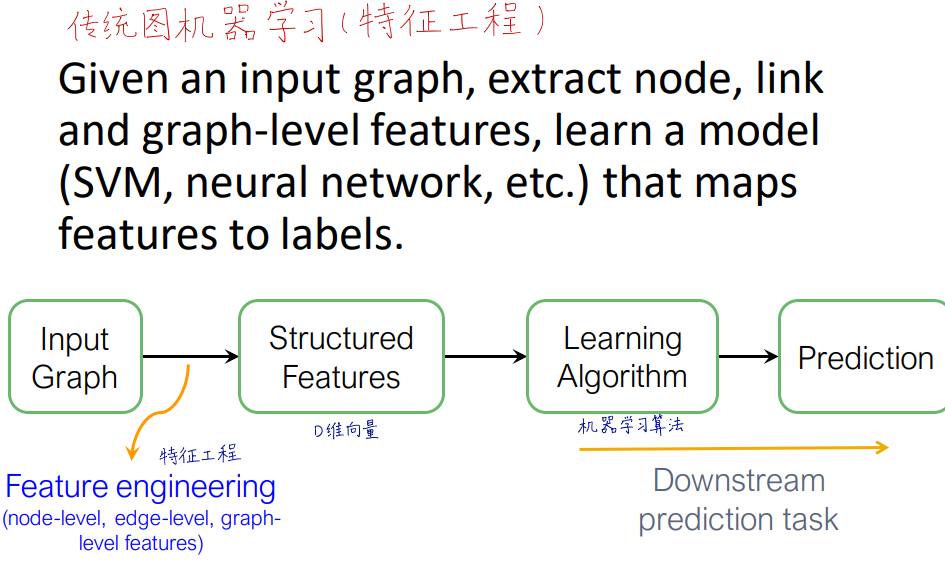 传统图机器学习(特征工程)
Given an input graph, extract node, link
and graph-level features, learn a model
(SVM, neural network, etc.) that maps
features to labels.
Input
Graph
Structured
Features
Learning
Algorithm
Prediction
D维向量
机器学习算法
特征工程
Feature engineering
(node-level, edge-level, graph-
level features)
Downstream
prediction task